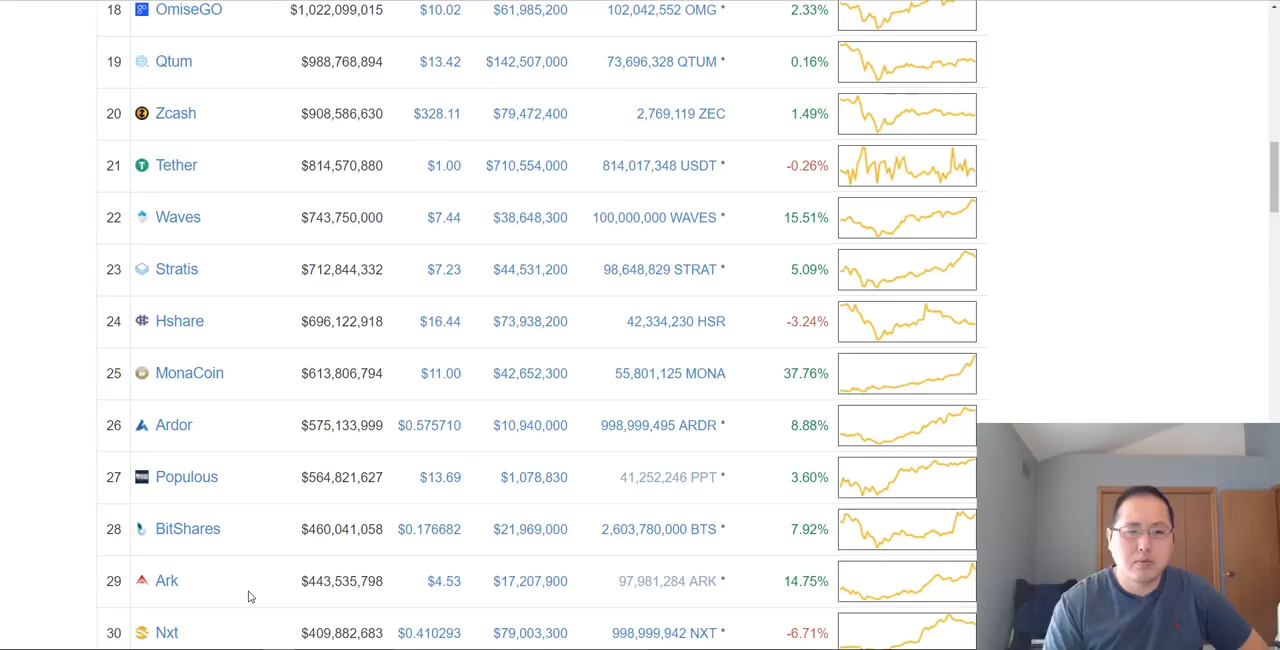 18 OmiseGO $1,022,099,015 $10.02 $61,985,200 102,042,552 OMG * 2.33%
19 Qtum $988,768,894 $13.42 $142,507,000 73,696,328 QTUM * 0.16%
20 Zcash $908,586,630 $328.11 $79,472,400 2,769,119 ZEC 1.49%
21 Tether $814,570,880 $1.00 $710,554,000 814,017,348 USDT * -0.26%
22 Waves $743,750,000 $7.44 $38,648,300 100,000,000 WAVES * 15.51%
23 Stratis $712,844,332 $7.23 $44,531,200 98,648,829 STRAT * 5.09%
24 Hshare $696,122,918 $16.44 $73,938,200 42,334,230 HSR -3.24%
25 MonaCoin $613,806,794 $11.00 $42,652,300 55,801,125 MONA 37.76%
26 Ardor $575,133,999 $0.575710 $10,940,000 998,999,495 ARDR * 8.88%
27 Populous $564,821,627 $13.69 $1,078,830 41,252,246 PPT * 3.60%
28 BitShares $460,041,058 $0.176682 $21,969,000 2,603,780,000 BTS * 7.92%
29 Ark $443,535,798 $4.53 $17,207,900 97,981,284 ARK * 14.75%
30 Nxt $409,882,683 $0.410293 $79,003,300 998,999,942 NXT * -6.71%